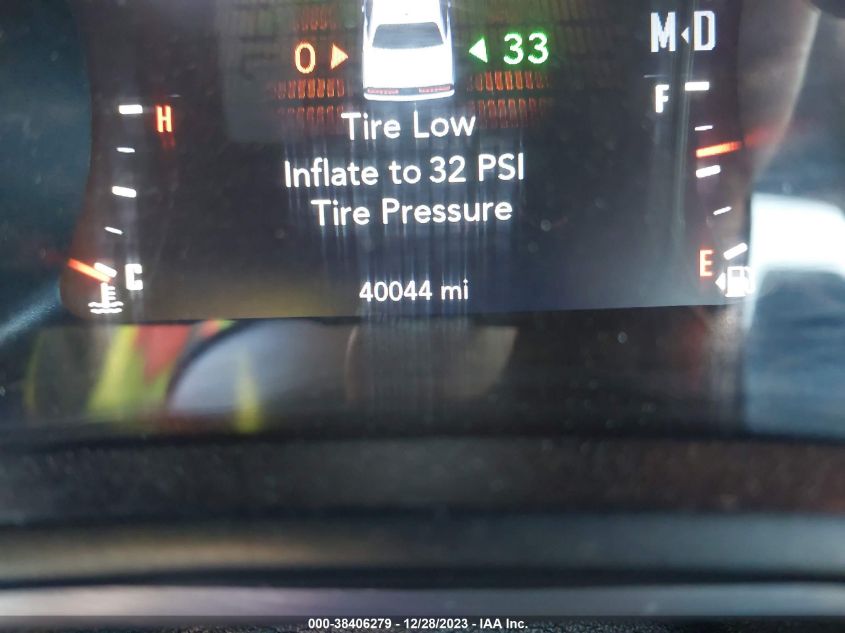 M D
0 33
F
H
Tire Low
Inflate to 32 PSI
Tire Pressure
E
C
40044 mi
000-38406279 - 12/28/2023 - IAA Inc.